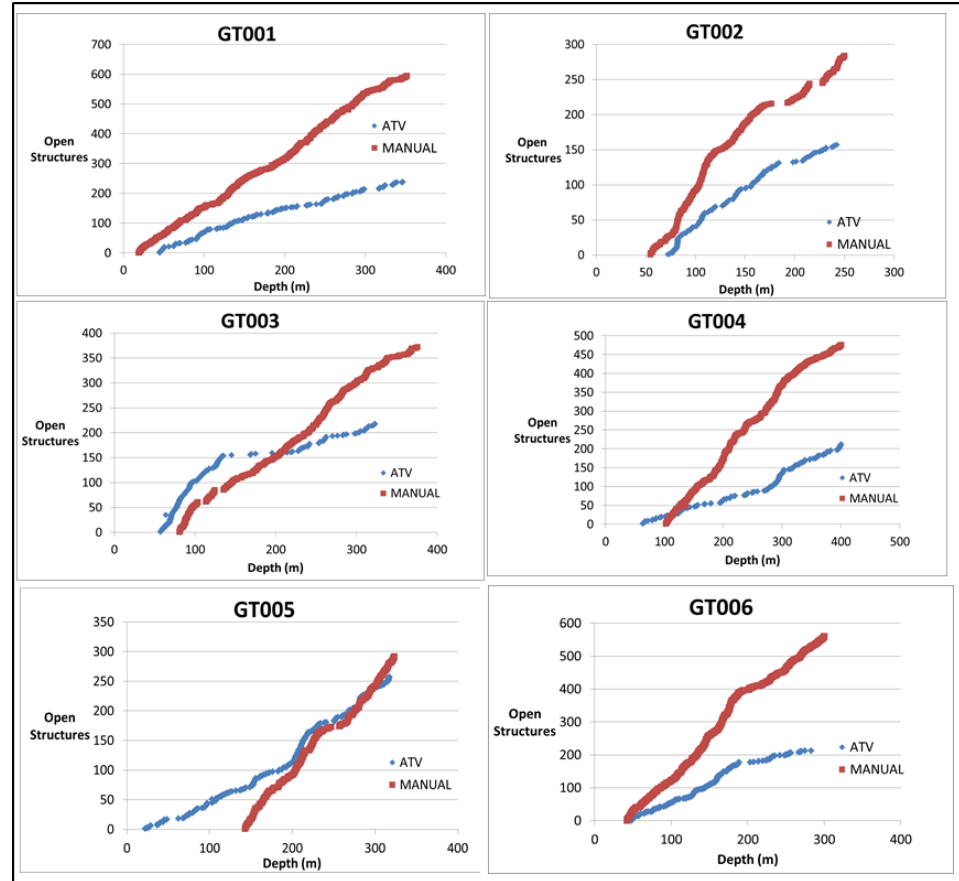 GT001
700
600
500
400
300
200
100
0
Open
Structures
ATV
MANUAL
0 100 200 300 400
Depth (m)
GT002
300
250
200
150
100
50
0
Open
Structures
ATV
MANUAL
0 50 100 150 200 250 300
Depth (m)
GT003
400
350
300
250
200
150
100
50
0
Open
Structures
ATV
MANUAL
0 100 200 300 400
Depth (m)
GT004
500
450
400
350
300
250
200
150
100
50
0
Open
Structures
ATV
MANUAL
0 100 200 300 400 500
Depth (m)
GT005
350
300
250
200
150
100
50
0
Open
Structures
ATV
MANUAL
0 100 200 300 400
Depth (m)
GT006
600
500
400
300
200
100
0
Open
Structures
ATV
MANUAL
0 100 200 300 400
Depth (m)